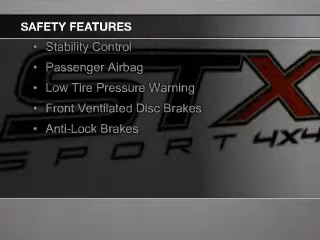 SAFETY FEATURES
• Stability Control
• Passenger Airbag
• Low Tire Pressure Warning
• Front Ventilated Disc Brakes
• Anti-Lock Brakes
STX
SPORT 4X4